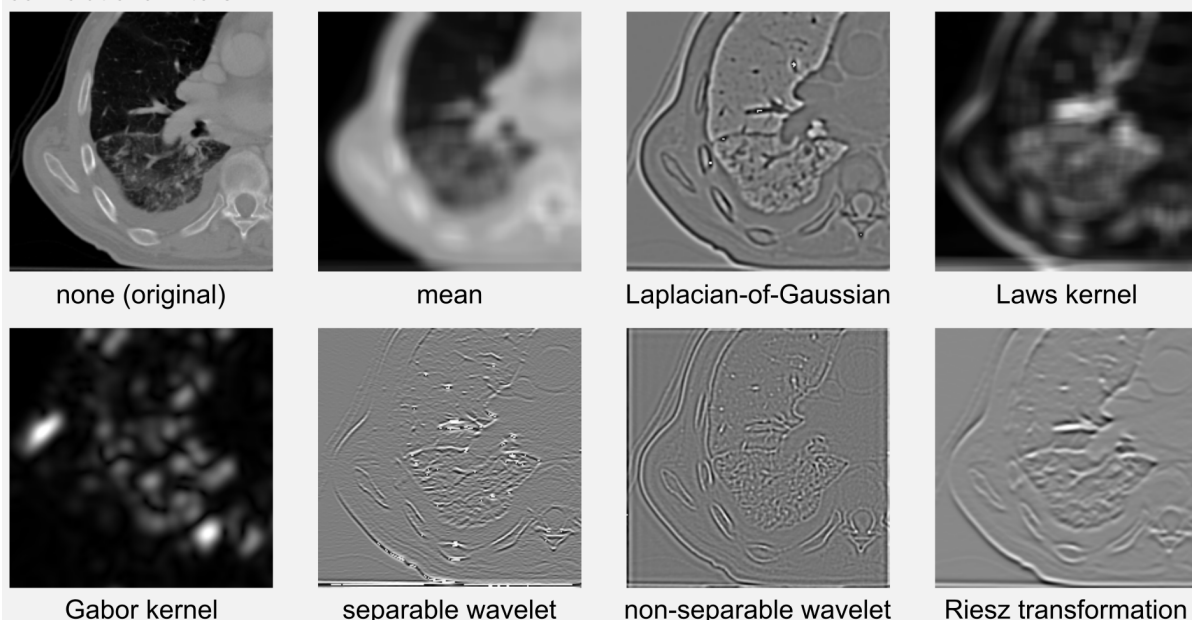 none (original)
mean
Laplacian-of-Gaussian
Laws kernel
Gabor kernel
separable wavelet
non-separable wavelet
Riesz transformation